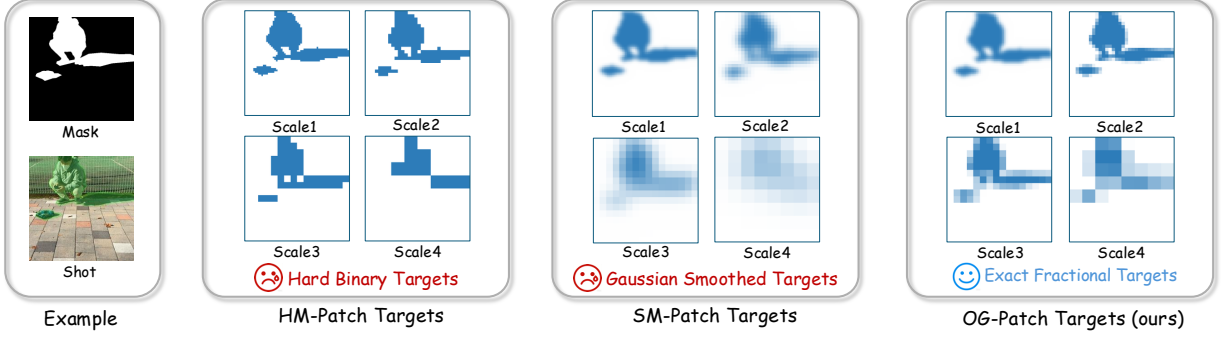 Mask
Shot
Example
Scale1
Scale2
Scale3
Scale4
Hard Binary Targets
HM-Patch Targets
Scale1
Scale2
Scale3
Scale4
Gaussian Smoothed Targets
SM-Patch Targets
Scale1
Scale2
Scale3
Scale4
Exact Fractional Targets
OG-Patch Targets (ours)